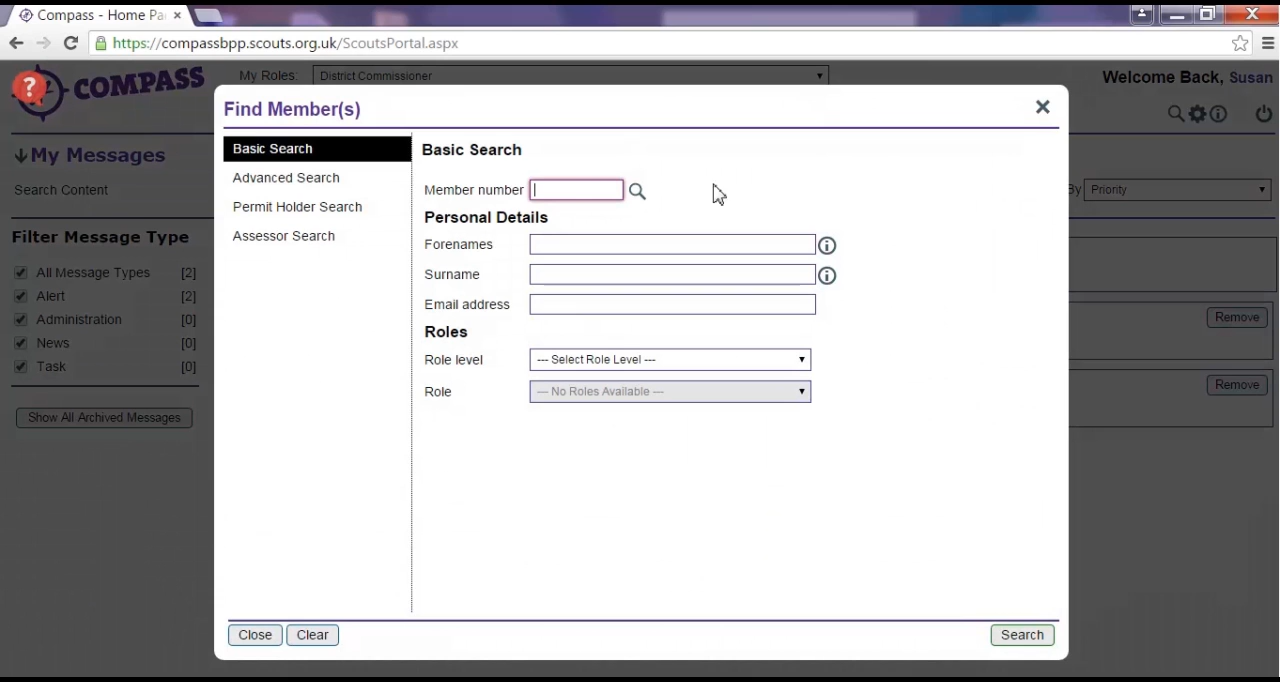 Compass - Home Pa
https://compassbpp.scouts.org.uk/ScoutsPortal.aspx
? COMPASS
My Roles: District Commissioner
Welcome Back, Susan
My Messages
Search Content
By Priority
Filter Message Type
All Message Types [2]
Alert [2]
Administration [0]
News [0]
Task [0]
Show All Archived Messages
Remove
Remove
Find Member(s)
Basic Search
Advanced Search
Permit Holder Search
Assessor Search
Basic Search
Member number
Personal Details
Forenames
Surname
Email address
Roles
Role level --- Select Role Level ---
Role --- No Roles Available ---
Close Clear Search